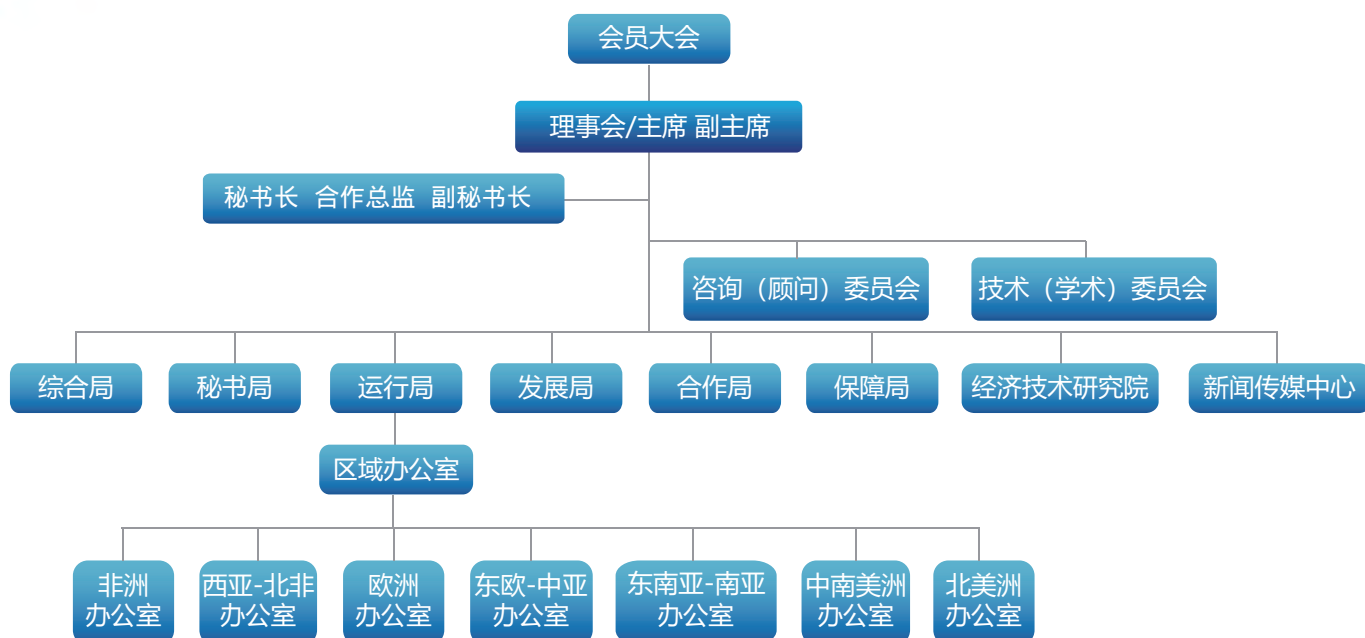 会员大会
理事会/主席 副主席
秘书长 合作总监 副秘书长
咨询（顾问）委员会
技术（学术）委员会
综合局
秘书局
运行局
发展局
合作局
保障局
经济技术研究院
新闻传媒中心
区域办公室
非洲
办公室
西亚-北非
办公室
欧洲
办公室
东欧-中亚
办公室
东南亚-南亚
办公室
中南美洲
办公室
北美洲
办公室